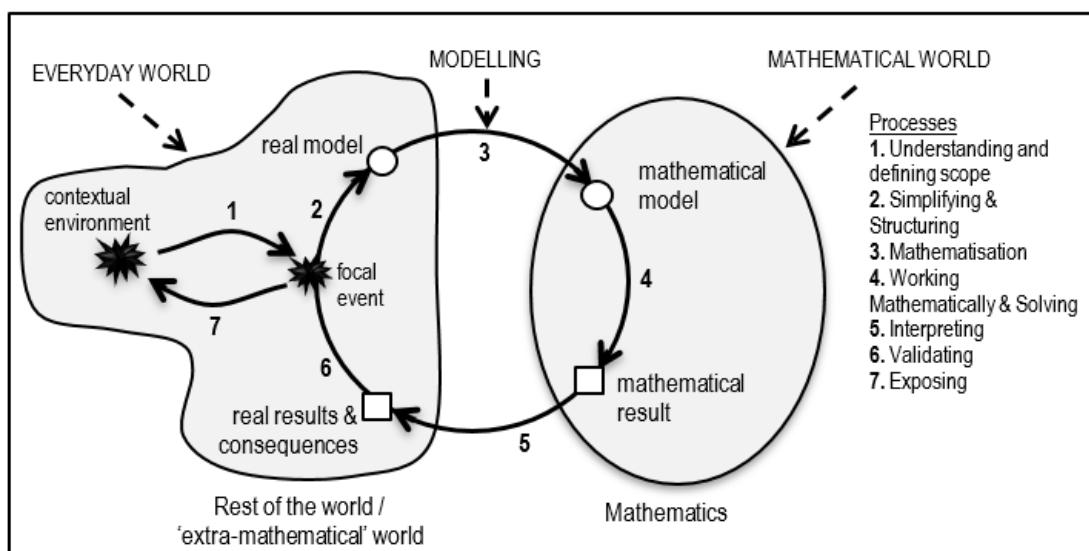 EVERYDAY WORLD
MODELLING
MATHEMATICAL WORLD
real model
3
mathematical
model
contextual
environment
1
2
focal
event
7
4
6
real results &
consequences
5
mathematical
result
Rest of the world /
‘extra-mathematical’ world
Mathematics
Processes
1. Understanding and
defining scope
2. Simplifying &
Structuring
3. Mathematisation
4. Working
Mathematically & Solving
5. Interpreting
6. Validating
7. Exposing